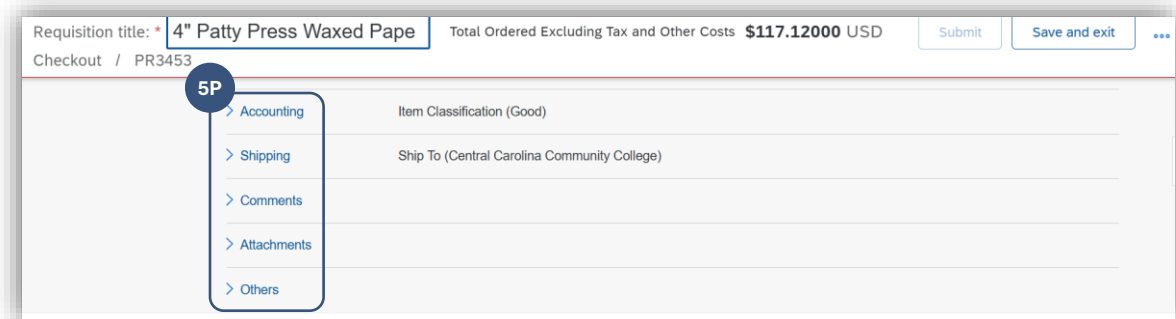 Requisition title: * 4" Patty Press Waxed Pape Total Ordered Excluding Tax and Other Costs $117.12000 USD Submit Save and exit
Checkout / PR3453
5P
Accounting Item Classification (Good)
Shipping Ship To (Central Carolina Community College)
Comments
Attachments
Others